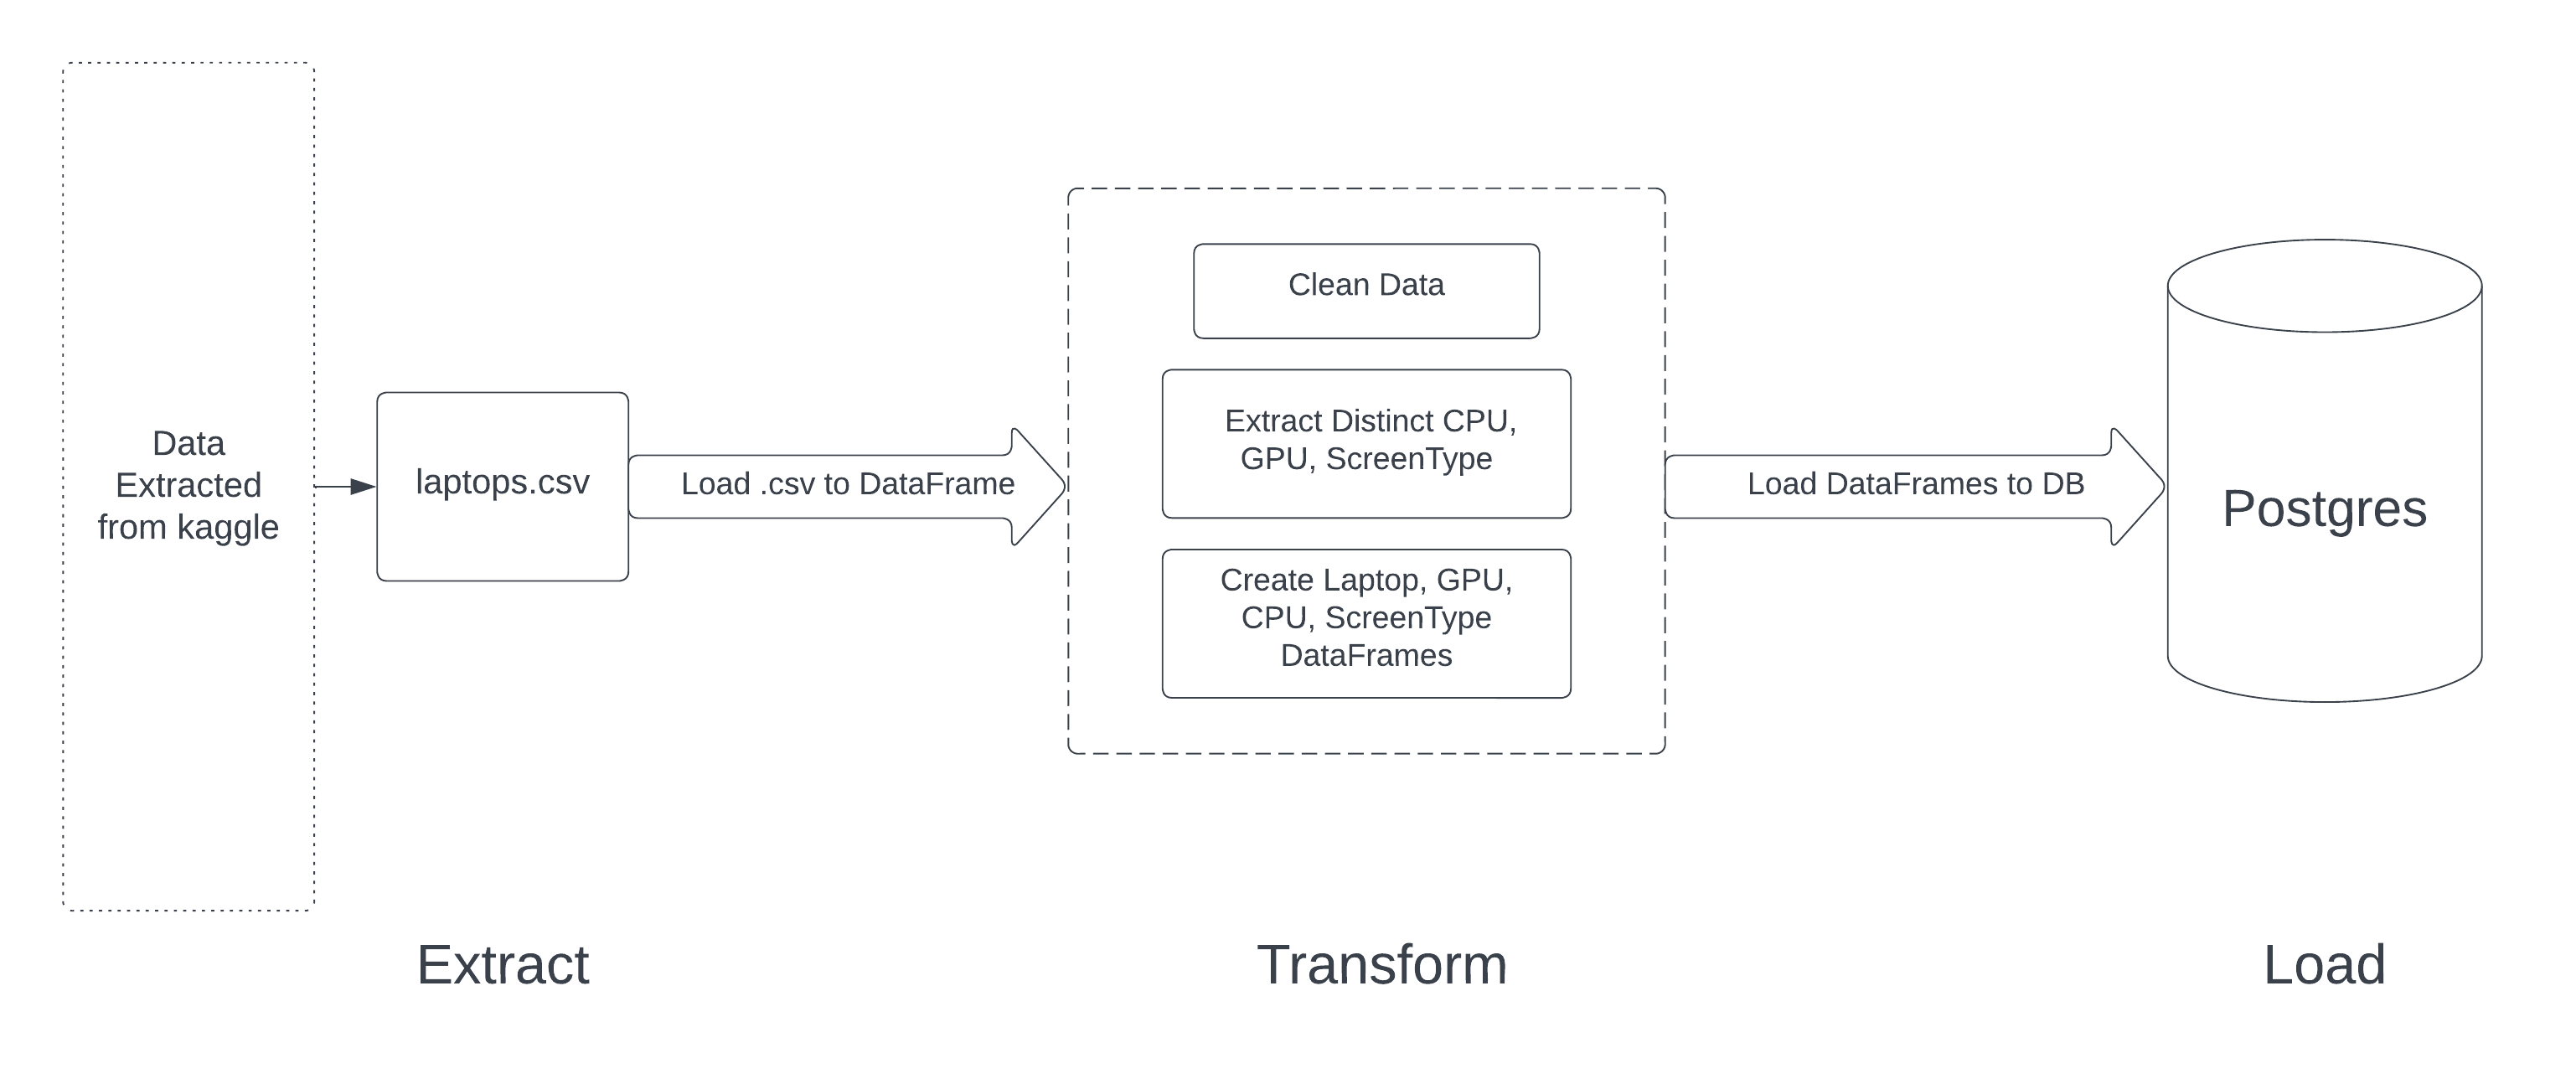 Data
Extracted
from kaggle
laptops.csv
Load .csv to DataFrame
Clean Data
Extract Distinct CPU,
GPU, ScreenType
Create Laptop, GPU,
CPU, ScreenType
DataFrames
Load DataFrames to DB
Postgres
Extract
Transform
Load